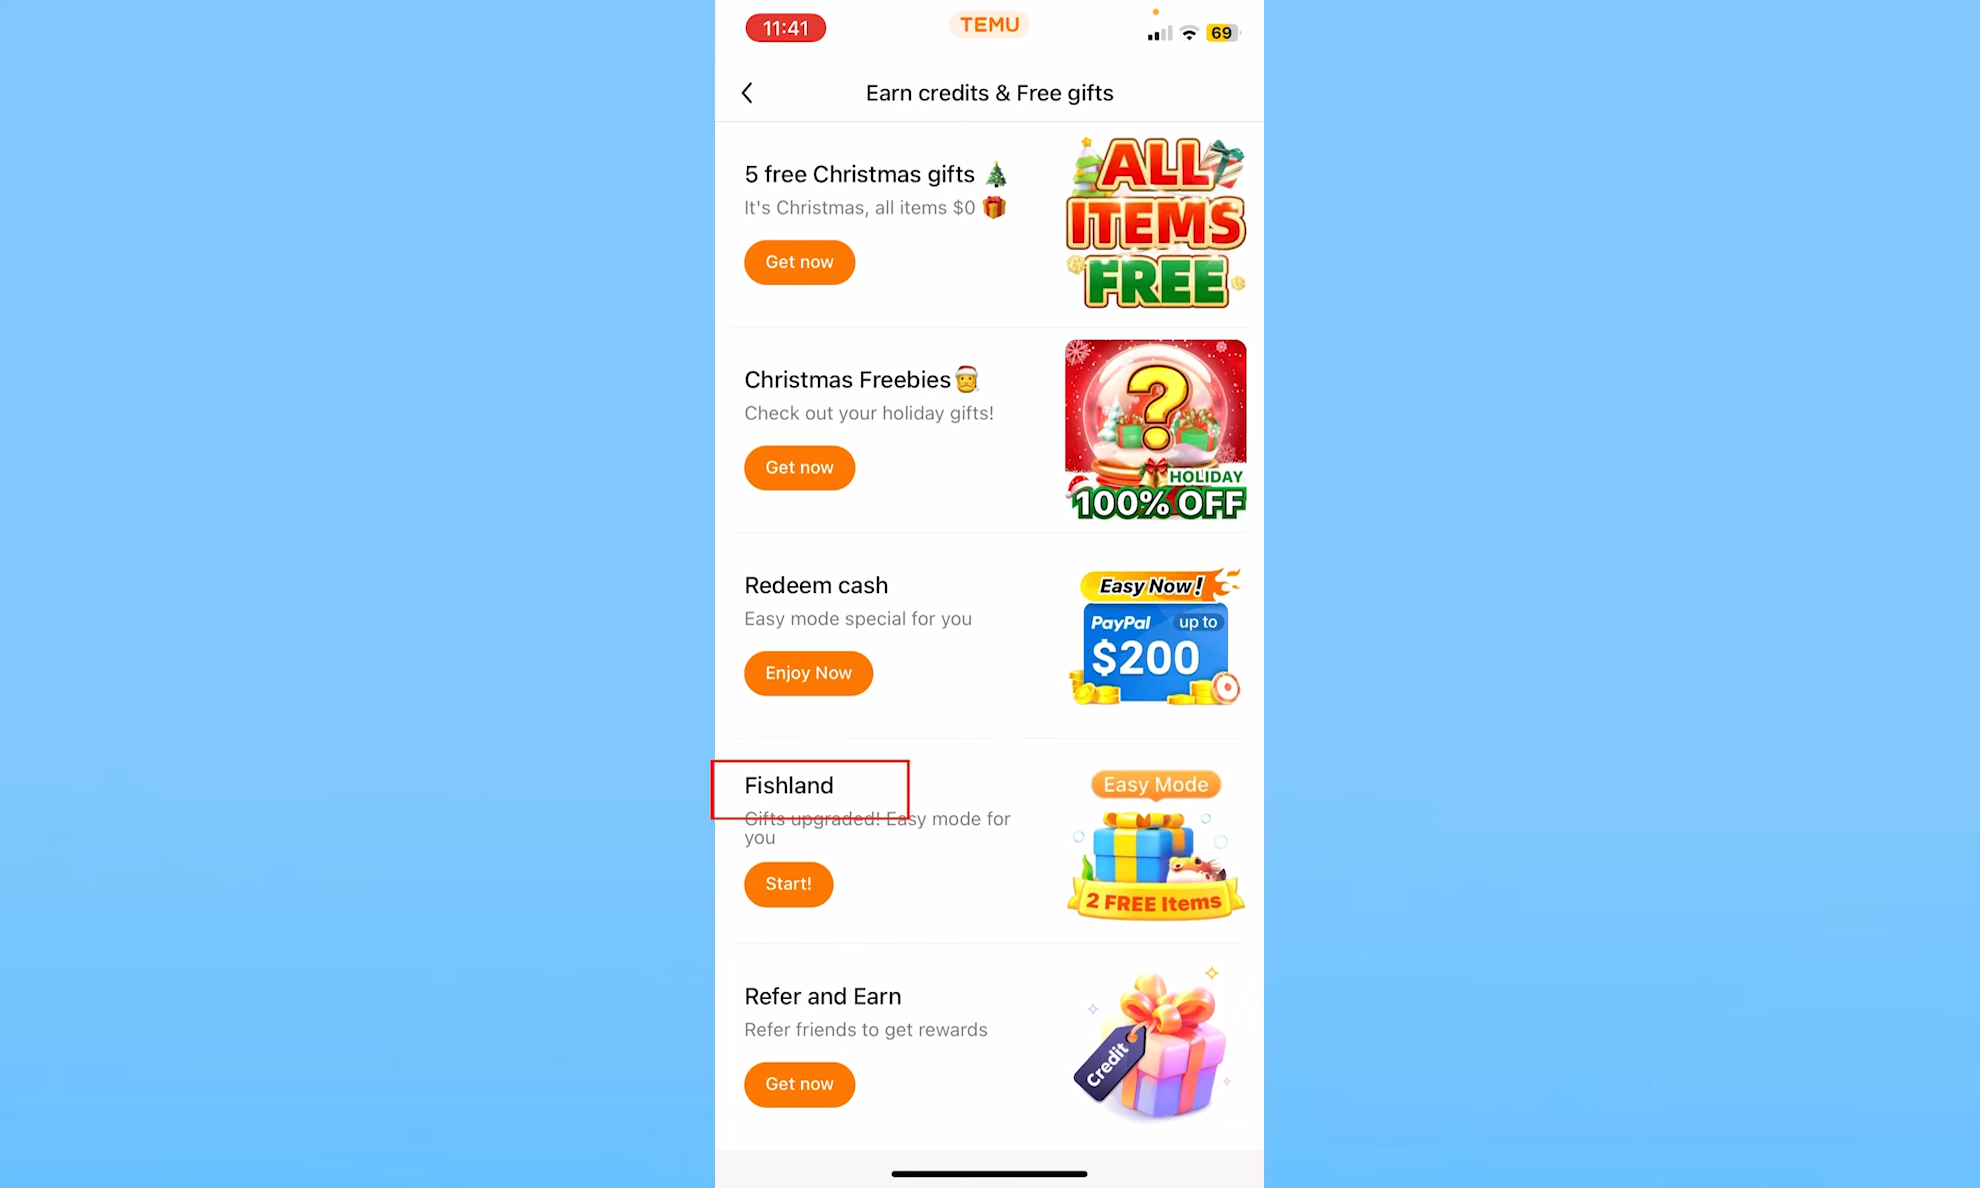 11:41
TEMU
69
Earn credits & Free gifts
5 free Christmas gifts
It's Christmas, all items $0
Get now
ALL
ITEMS
FREE
Christmas Freebies
Check out your holiday gifts!
Get now
?
HOLIDAY
100% OFF
Redeem cash
Easy mode special for you
Enjoy Now
Easy Now!
PayPal up to
$200
Fishland
Gifts upgraded! Easy mode for
you
Start!
Easy Mode
2 FREE Items
Refer and Earn
Refer friends to get rewards
Get now
Credit